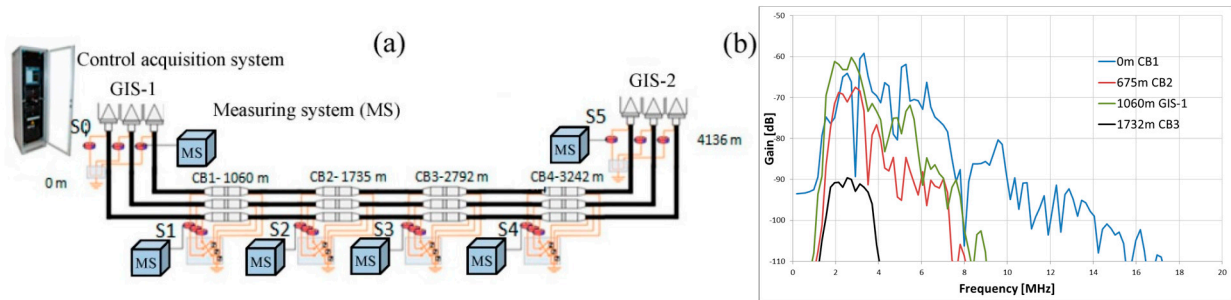 (a)
Control acquisition system
GIS-1
GIS-2
Measuring system (MS)
S0
S5
MS
MS
4136 m
0 m
CB1- 1060 m
CB2- 1735 m
CB3-2792 m
CB4-3242 m
S1
S2
S3
S4
MS
MS
MS
MS
(b)
-50
-60
-70
-80
-90
-100
-110
Gain [dB]
0m CB1
675m CB2
1060m GIS-1
1732m CB3
0 2 4 6 8 10 12 14 16 18 20
Frequency [MHz]